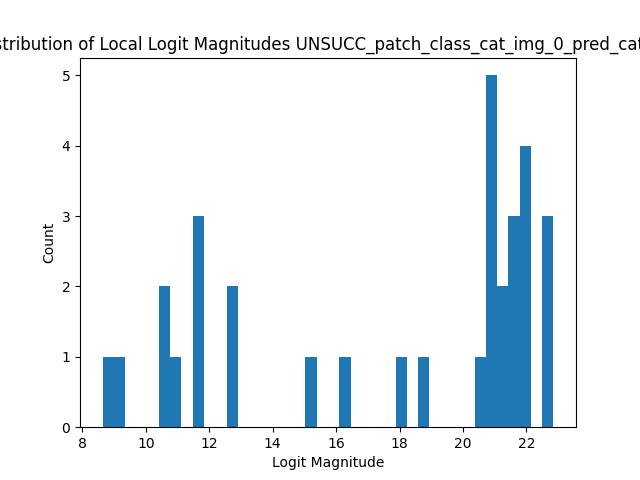 stribution of Local Logit Magnitudes UNSUCC_patch_class_cat_img_0_pred_cat
5
4
3
2
1
0
Count
8 10 12 14 16 18 20 22
Logit Magnitude